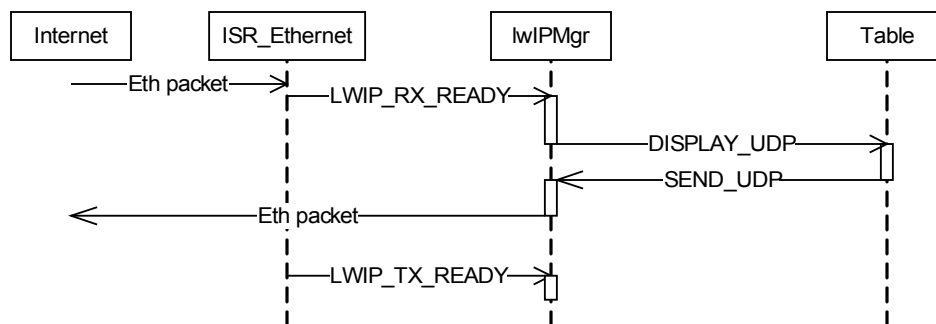 Internet
ISR_Ethernet
lwIPMgr
Table
Eth packet
LWIP_RX_READY
DISPLAY_UDP
SEND_UDP
Eth packet
LWIP_TX_READY